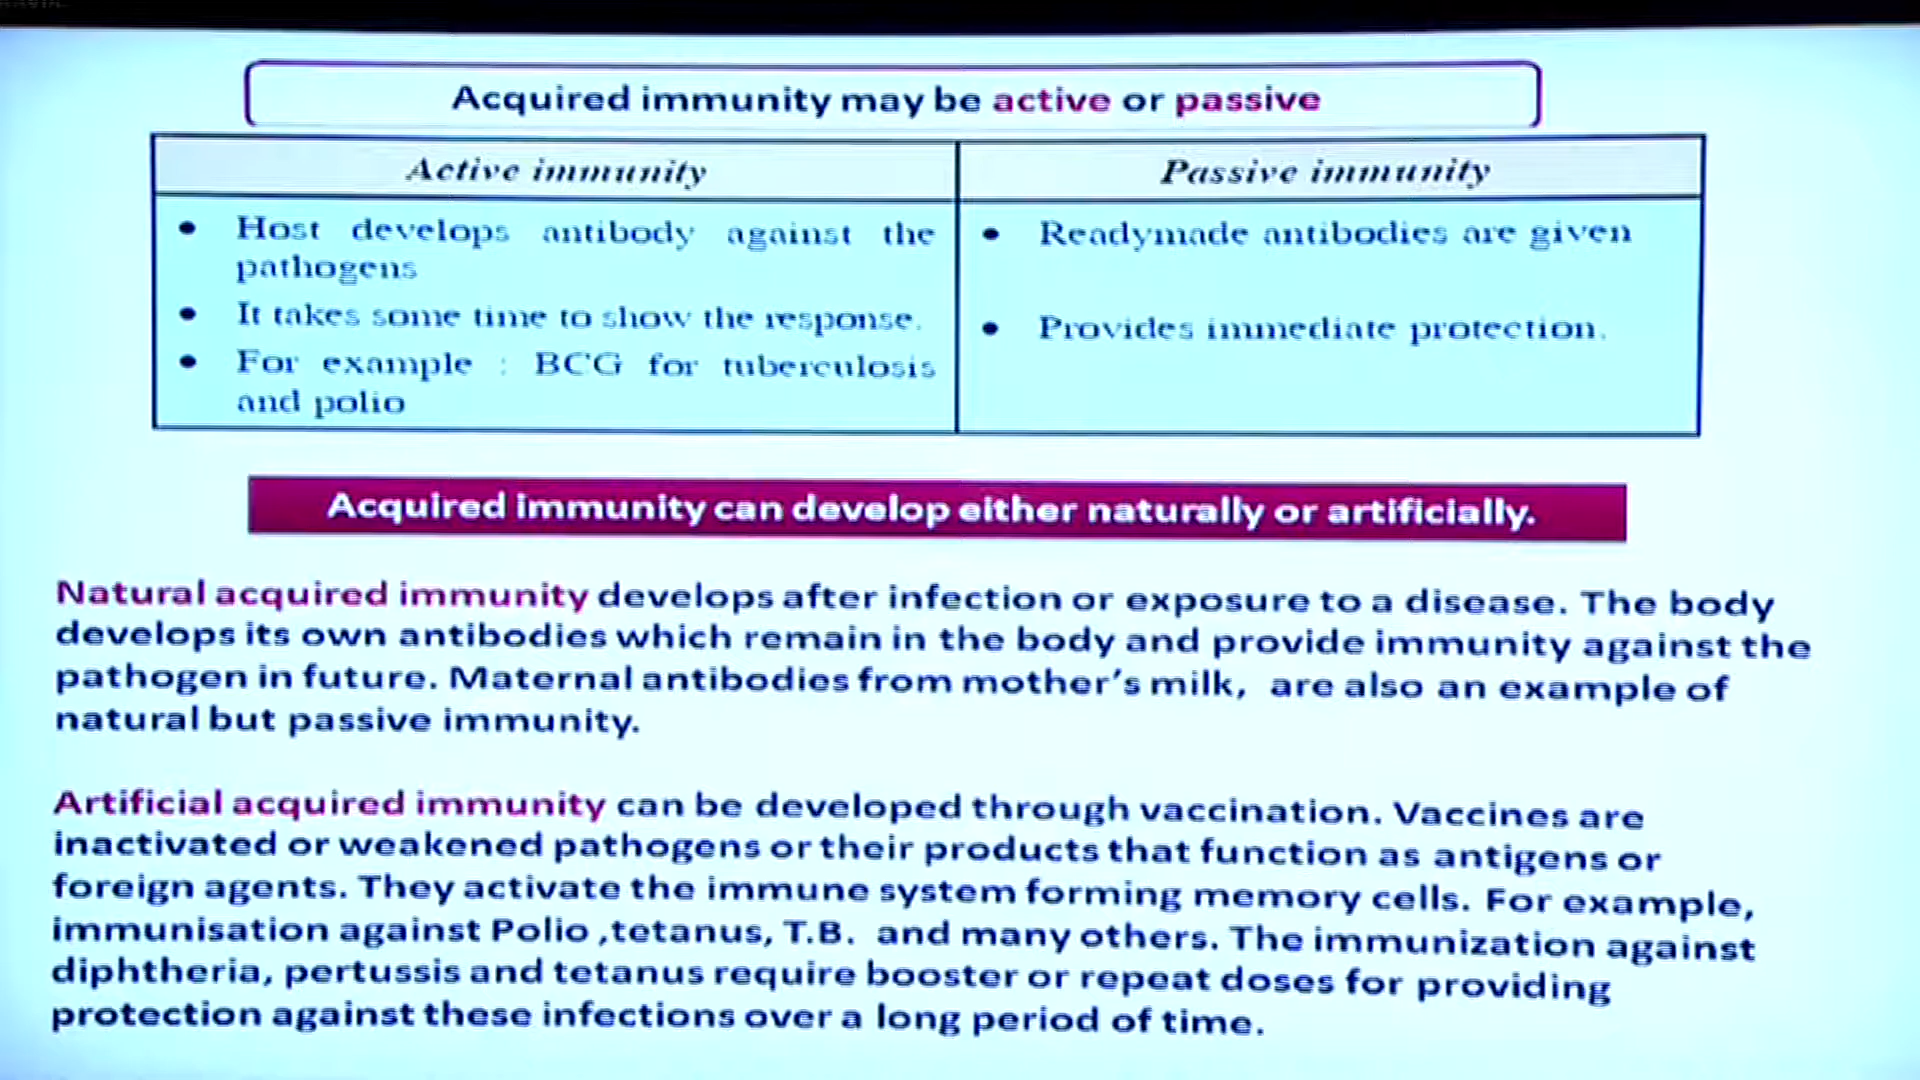 Acquired immunity may be active or passive
Active immunity
Passive immunity
• Host develops antibody against the
pathogens
• It takes some time to show the response.
• For example : BCG for tuberculosis
and polio
• Readymade antibodies are given
• Provides immediate protection.
Acquired immunity can develop either naturally or artificially.
Natural acquired immunity develops after infection or exposure to a disease. The body
develops its own antibodies which remain in the body and provide immunity against the
pathogen in future. Maternal antibodies from mother's milk, are also an example of
natural but passive immunity.
Artificial acquired immunity can be developed through vaccination. Vaccines are
inactivated or weakened pathogens or their products that function as antigens or
foreign agents. They activate the immune system forming memory cells. For example,
immunisation against Polio ,tetanus, T.B. and many others. The immunization against
diphtheria, pertussis and tetanus require booster or repeat doses for providing
protection against these infections over a long period of time.